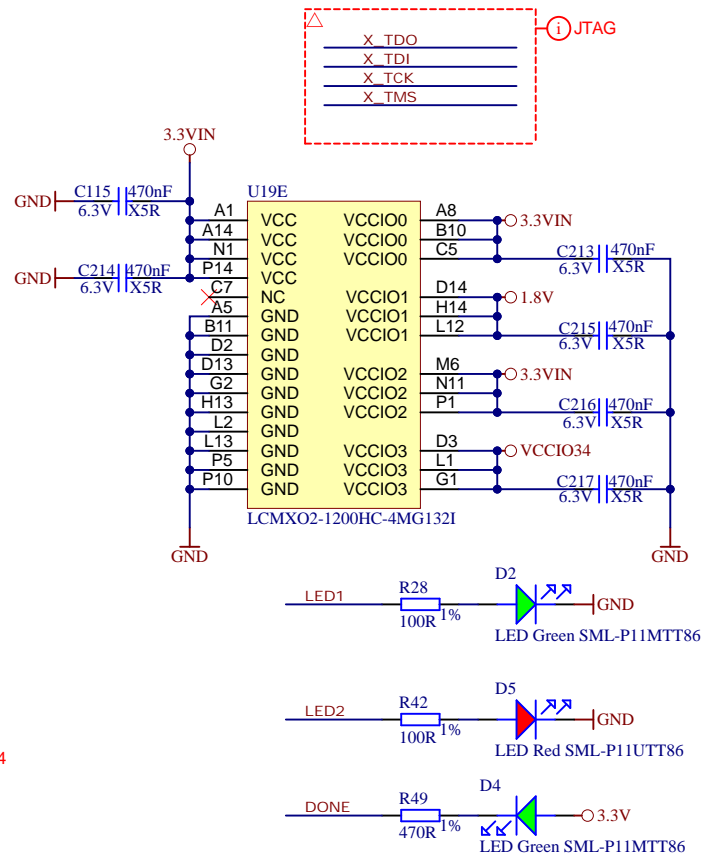 X_TDO
X_TDI
X_TCK
X_TMS
i JTAG
3.3VIN
GND C115 470nF
6.3V X5R
GND C214 470nF
6.3V X5R
U19E
A1 VCC VCCIO0 A8 3.3VIN
A14 VCC VCCIO0 B10
N1 VCC VCCIO0 C5 C213 470nF
P14 VCC 6.3V X5R
C7 NC VCCIO1 D14 1.8V
A5 GND VCCIO1 H14
B11 GND VCCIO1 L12 C215 470nF
D2 GND 6.3V X5R
D13 GND VCCIO2 M6 3.3VIN
G2 GND VCCIO2 N11
H13 GND VCCIO2 P1 C216 470nF
L2 GND 6.3V X5R
L13 GND VCCIO3 D3 VCCIO34
P5 GND VCCIO3 L1
P10 GND VCCIO3 G1 C217 470nF
6.3V X5R
LCMXO2-1200HC-4MG132I
GND GND
LED1 R28 D2 GND
100R 1%
LED Green SML-P11MTT86
LED2 R42 D5 GND
100R 1%
LED Red SML-P11UTT86
4
DONE R49 D4 3.3V
470R 1%
LED Green SML-P11MTT86